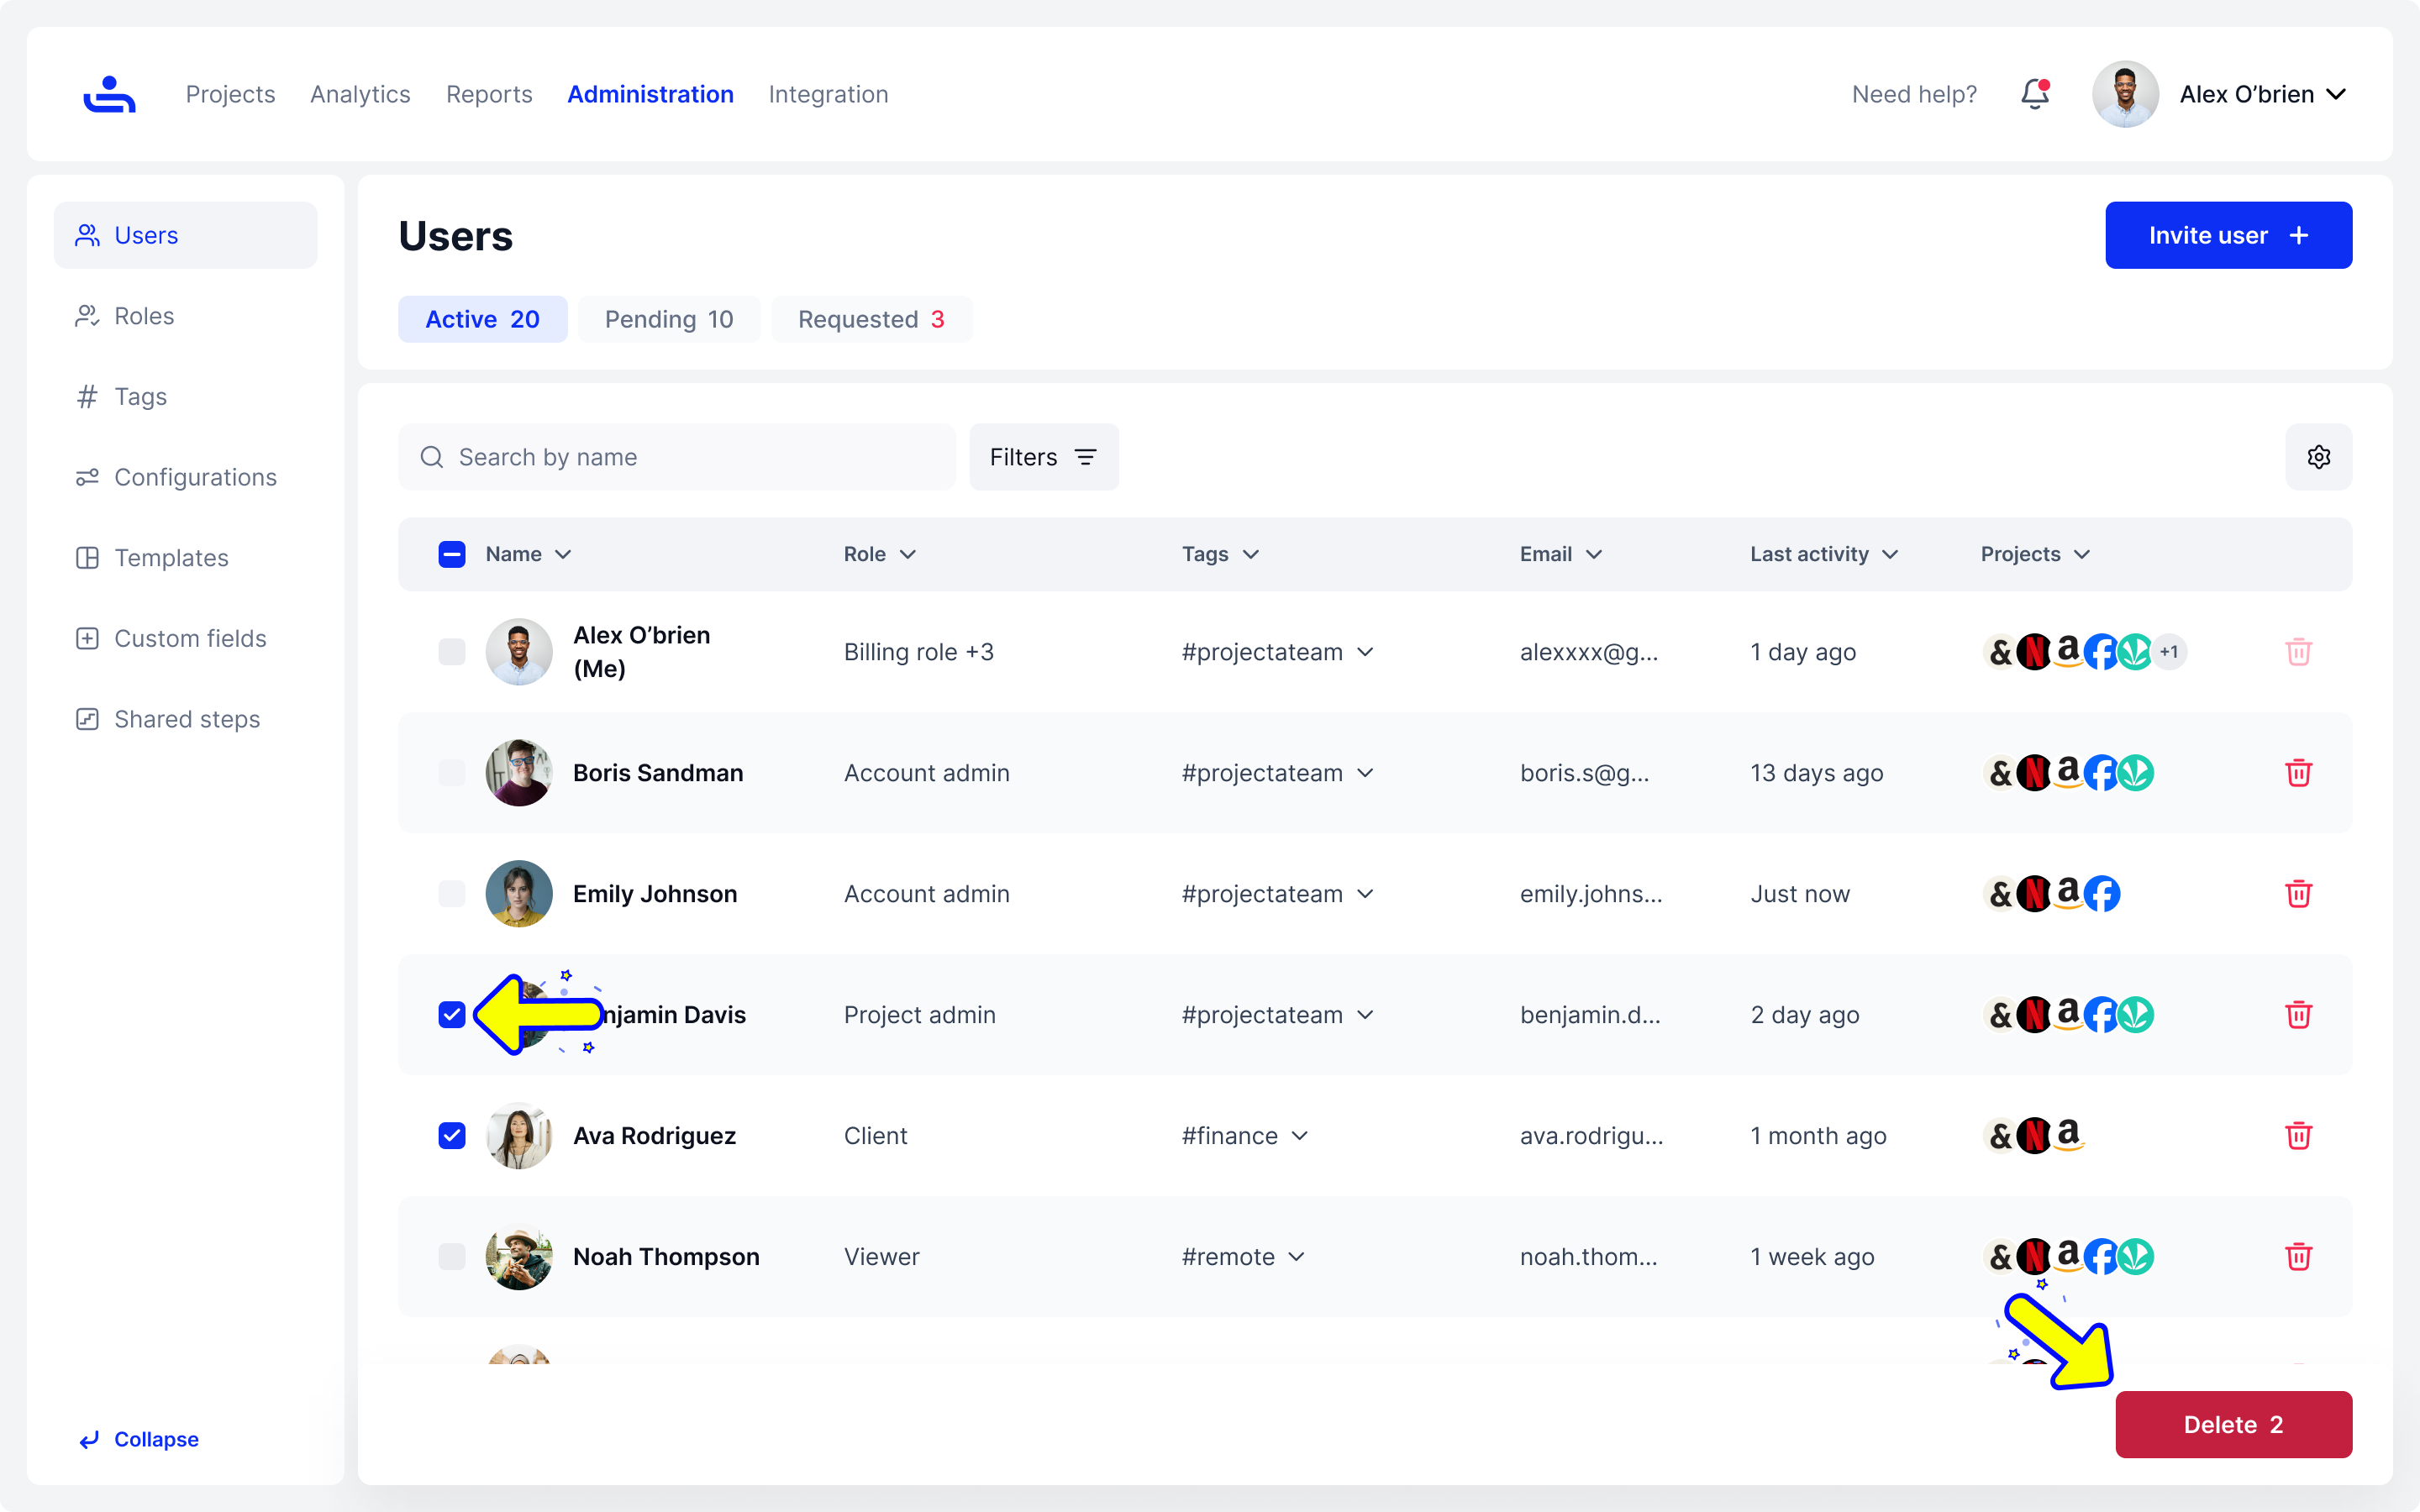 Projects Analytics Reports Administration Integration Need help? Alex O’brien
Users
Roles
Tags
Configurations
Templates
Custom fields
Shared steps
Collapse
Users
Invite user +
Active 20 Pending 10 Requested 3
Search by name Filters
Name Role Tags Email Last activity Projects
Alex O’brien
(Me) Billing role +3 #projectateam alexxxx@g... 1 day ago & N a f +1
Boris Sandman Account admin #projectateam boris.s@g... 13 days ago & N a f
Emily Johnson Account admin #projectateam emily.johns... Just now & N a f
njamin Davis Project admin #projectateam benjamin.d... 2 day ago & N a f
Ava Rodriguez Client #finance ava.rodrigu... 1 month ago & N a
Noah Thompson Viewer #remote noah.thom... 1 week ago & N a f
Delete 2